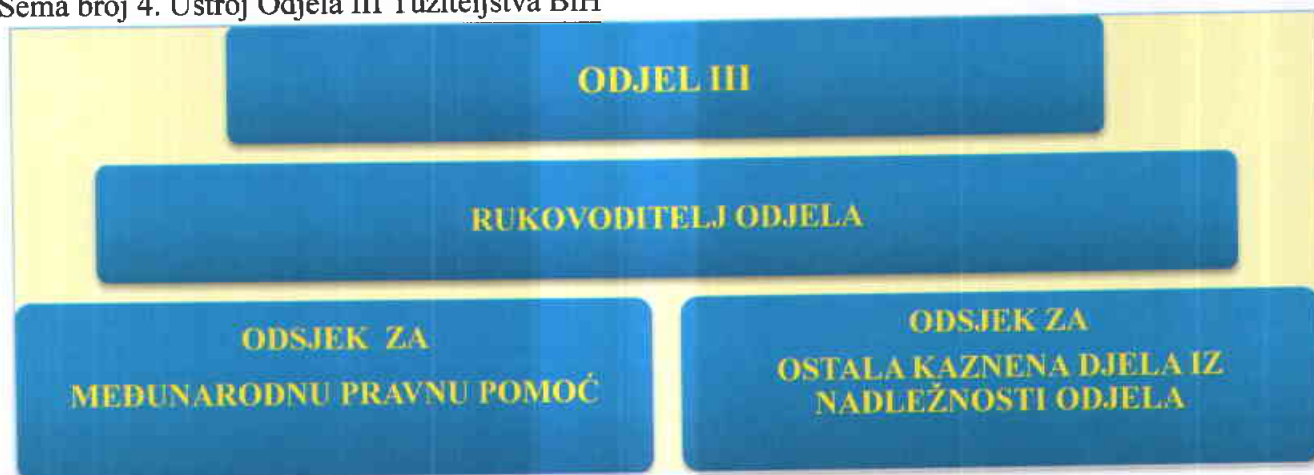 Šema broj 4. Ustroj Odjela III Tužiteljstva BiH
ODJEL III
RUKOVODITELJ ODJELA
ODSJEK ZA
MEĐUNARODNU PRAVNU POMOĆ
ODSJEK ZA
OSTALA KAZNENA DJELA IZ
NADLEŽNOSTI ODJELA